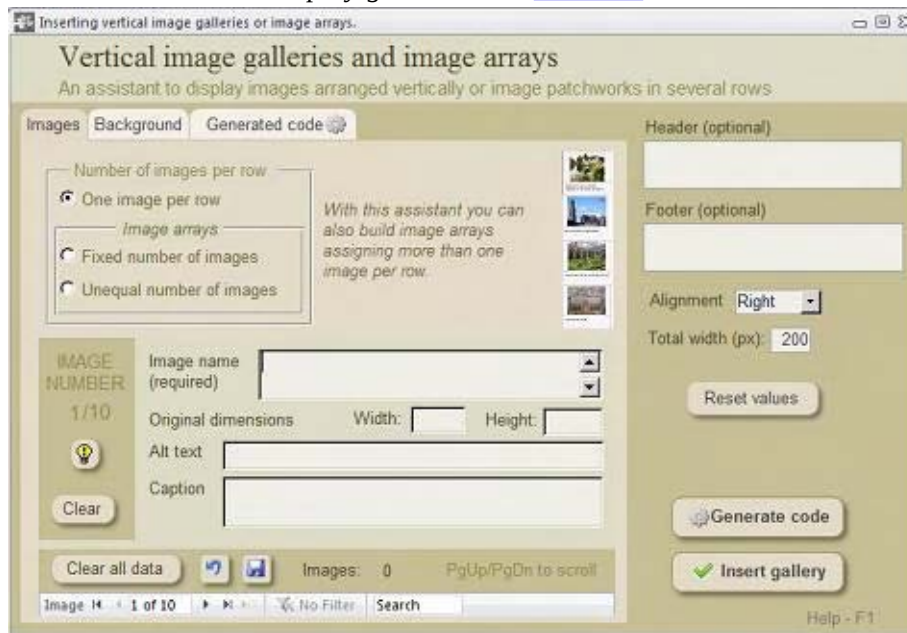 Inserting vertical image galleries or image arrays.
Vertical image galleries and image arrays
An assistant to display images arranged vertically or image patchworks in several rows
Images Background Generated code
Number of images per row
One image per row
Image arrays
Fixed number of images
Unequal number of images
With this assistant you can
also build image arrays
assigning more than one
image per row.
Header (optional)
Footer (optional)
Alignment Right
Total width (px): 200
Reset values
IMAGE
NUMBER
1/10
Clear
Image name
(required)
Original dimensions Width: Height:
Alt text
Caption
Generate code
Insert gallery
Clear all data Images: 0 PgUp/PgDn to scroll
Image 1 of 10 No Filter Search
Help - F1